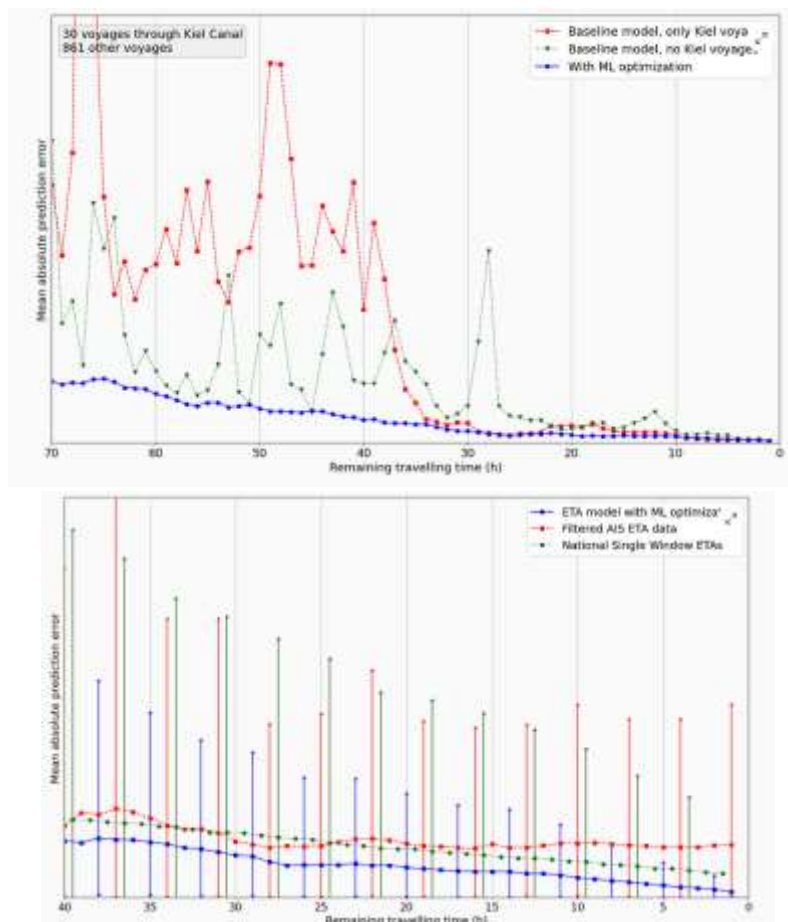 30 voyages through Kiel Canal
861 other voyages
Baseline model, only Kiel voya
Baseline model, no Kiel voyage.
With ML optimization
Mean absolute prediction error
70 60 50 40 30 20 10 0
Remaining travelling time (h)
ETA model with ML optimiza
Filtered AIS ETA data
National Single Window ETAs
Mean absolute prediction error
40 35 30 25 20 15 10 5 0
Remaining travelling time (h)